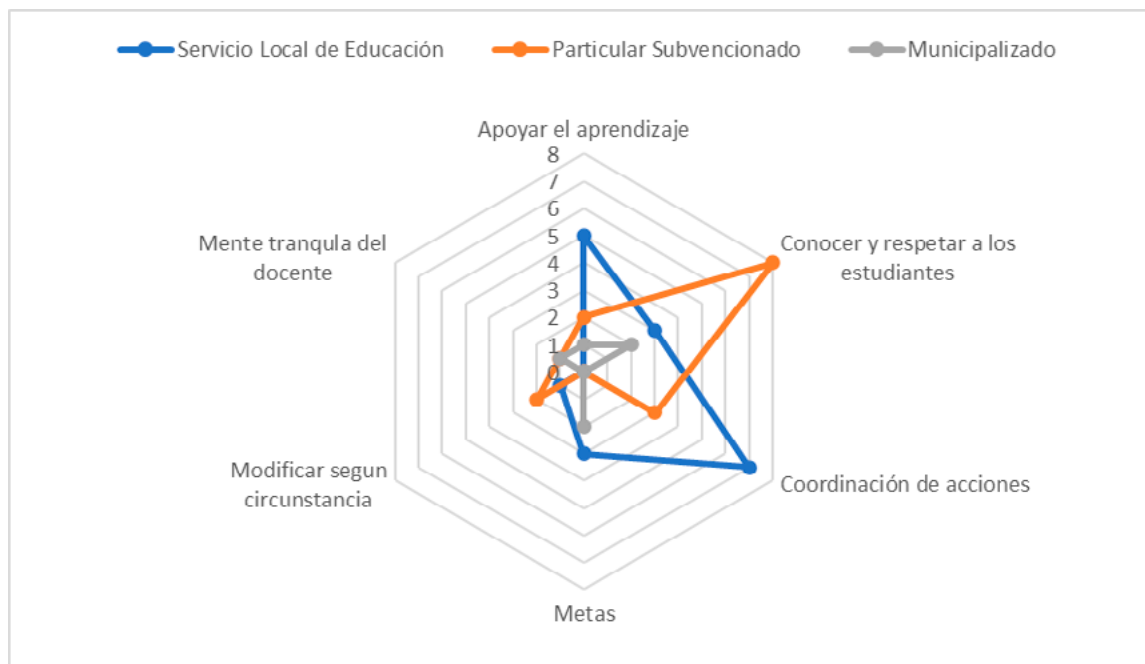 Servicio Local de Educación
Particular Subvencionado
Municipalizado
Apoyar el aprendizaje
8
7
6
5
4
3
2
1
0
Conocer y respetar a los
estudiantes
Coordinación de acciones
Metas
Modificar segun
circunstancia
Mente tranqula del
docente